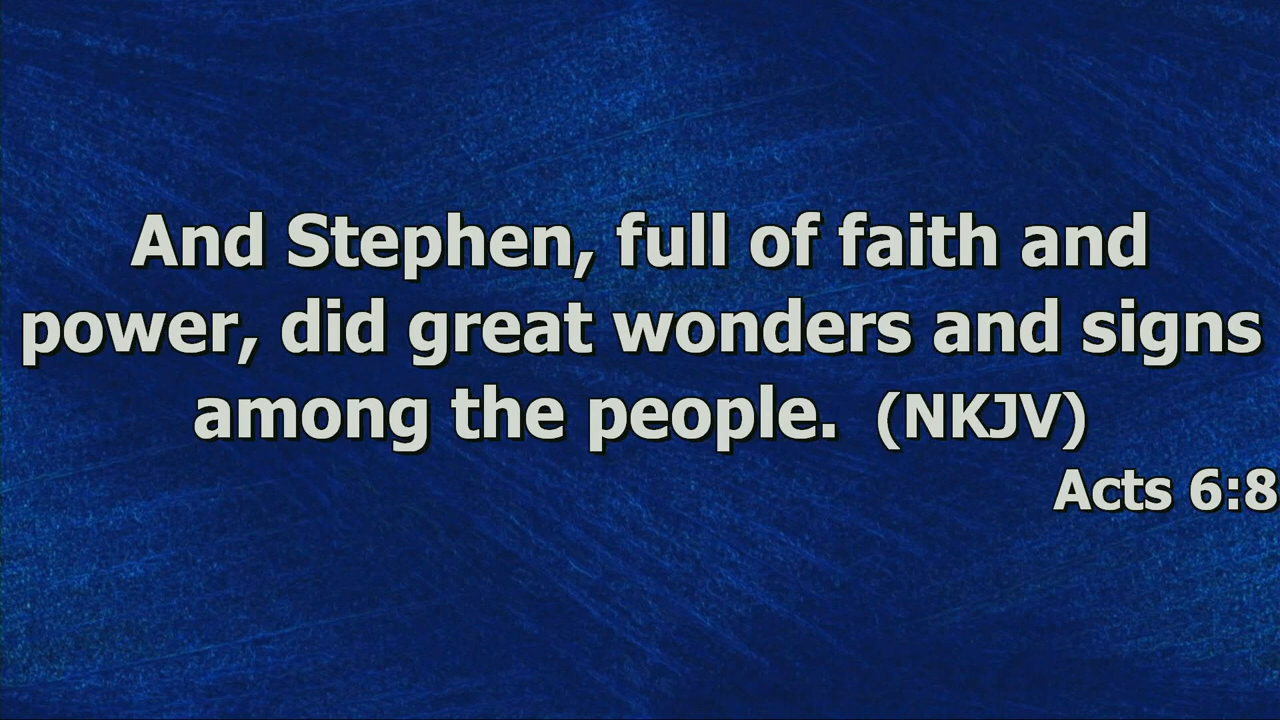 And Stephen, full of faith and
power, did great wonders and signs
among the people. (NKJV)
Acts 6:8